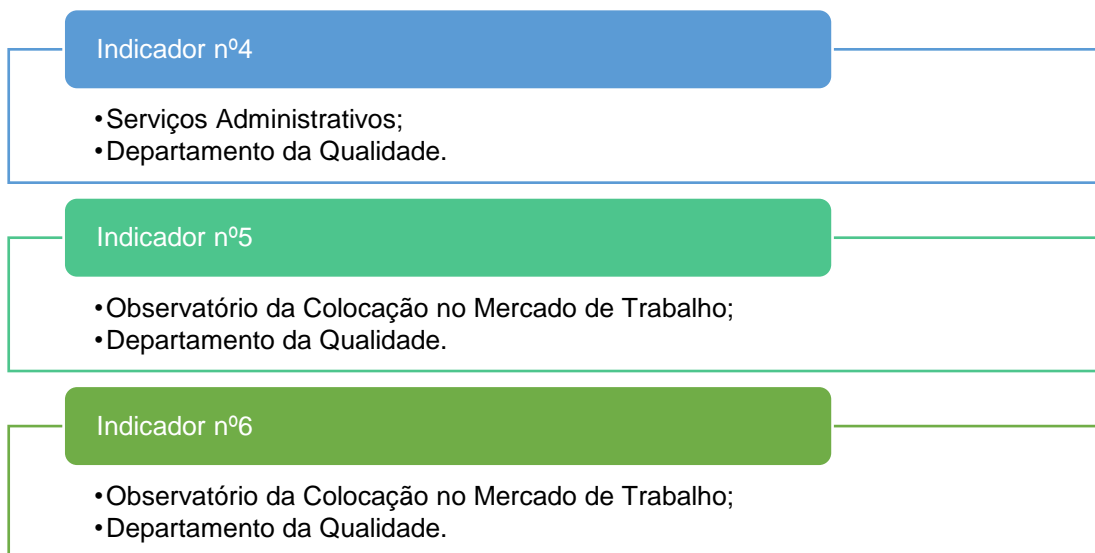 Indicador nº4
•Serviços Administrativos;
•Departamento da Qualidade.
Indicador nº5
•Observatório da Colocação no Mercado de Trabalho;
•Departamento da Qualidade.
Indicador nº6
•Observatório da Colocação no Mercado de Trabalho;
•Departamento da Qualidade.